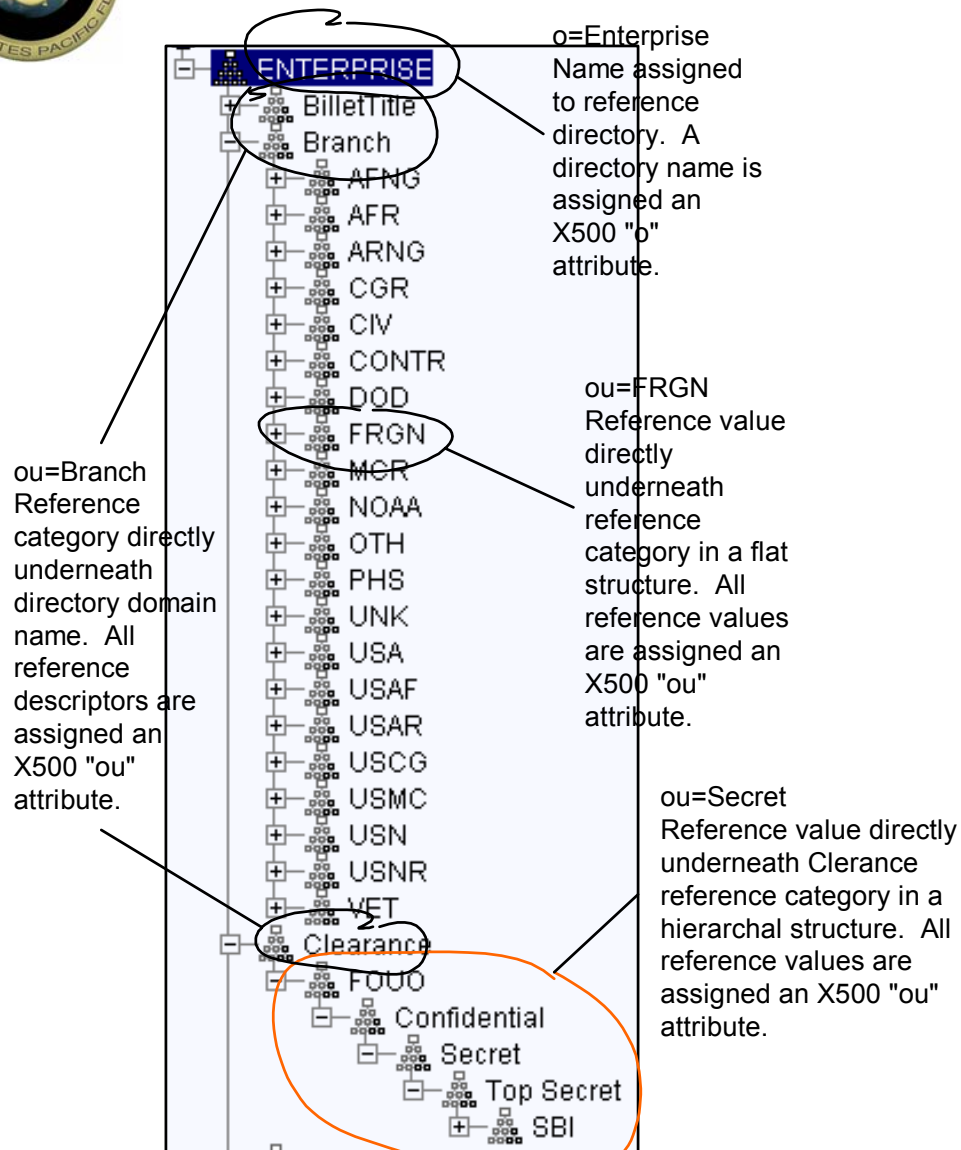 TES PACIFIC FL
ENTERPRISE
BilletTitle
Branch
AFNG
AFR
ARNG
CGR
CIV
CONTR
DOD
FRGN
MCR
NOAA
OTH
PHS
UNK
USA
USAF
USAR
USCG
USMC
USN
USNR
VET
Clearance
FOUO
Confidential
Secret
Top Secret
SBI
o=Enterprise
Name assigned
to reference
directory. A
directory name is
assigned an
X500 "o"
attribute.
ou=FRGN
Reference value
directly
underneath
reference
category in a flat
structure. All
reference values
are assigned an
X500 "ou"
attribute.
ou=Branch
Reference
category directly
underneath
directory domain
name. All
reference
descriptors are
assigned an
X500 "ou"
attribute.
ou=Secret
Reference value directly
underneath Clerance
reference category in a
hierarchal structure. All
reference values are
assigned an X500 "ou"
attribute.